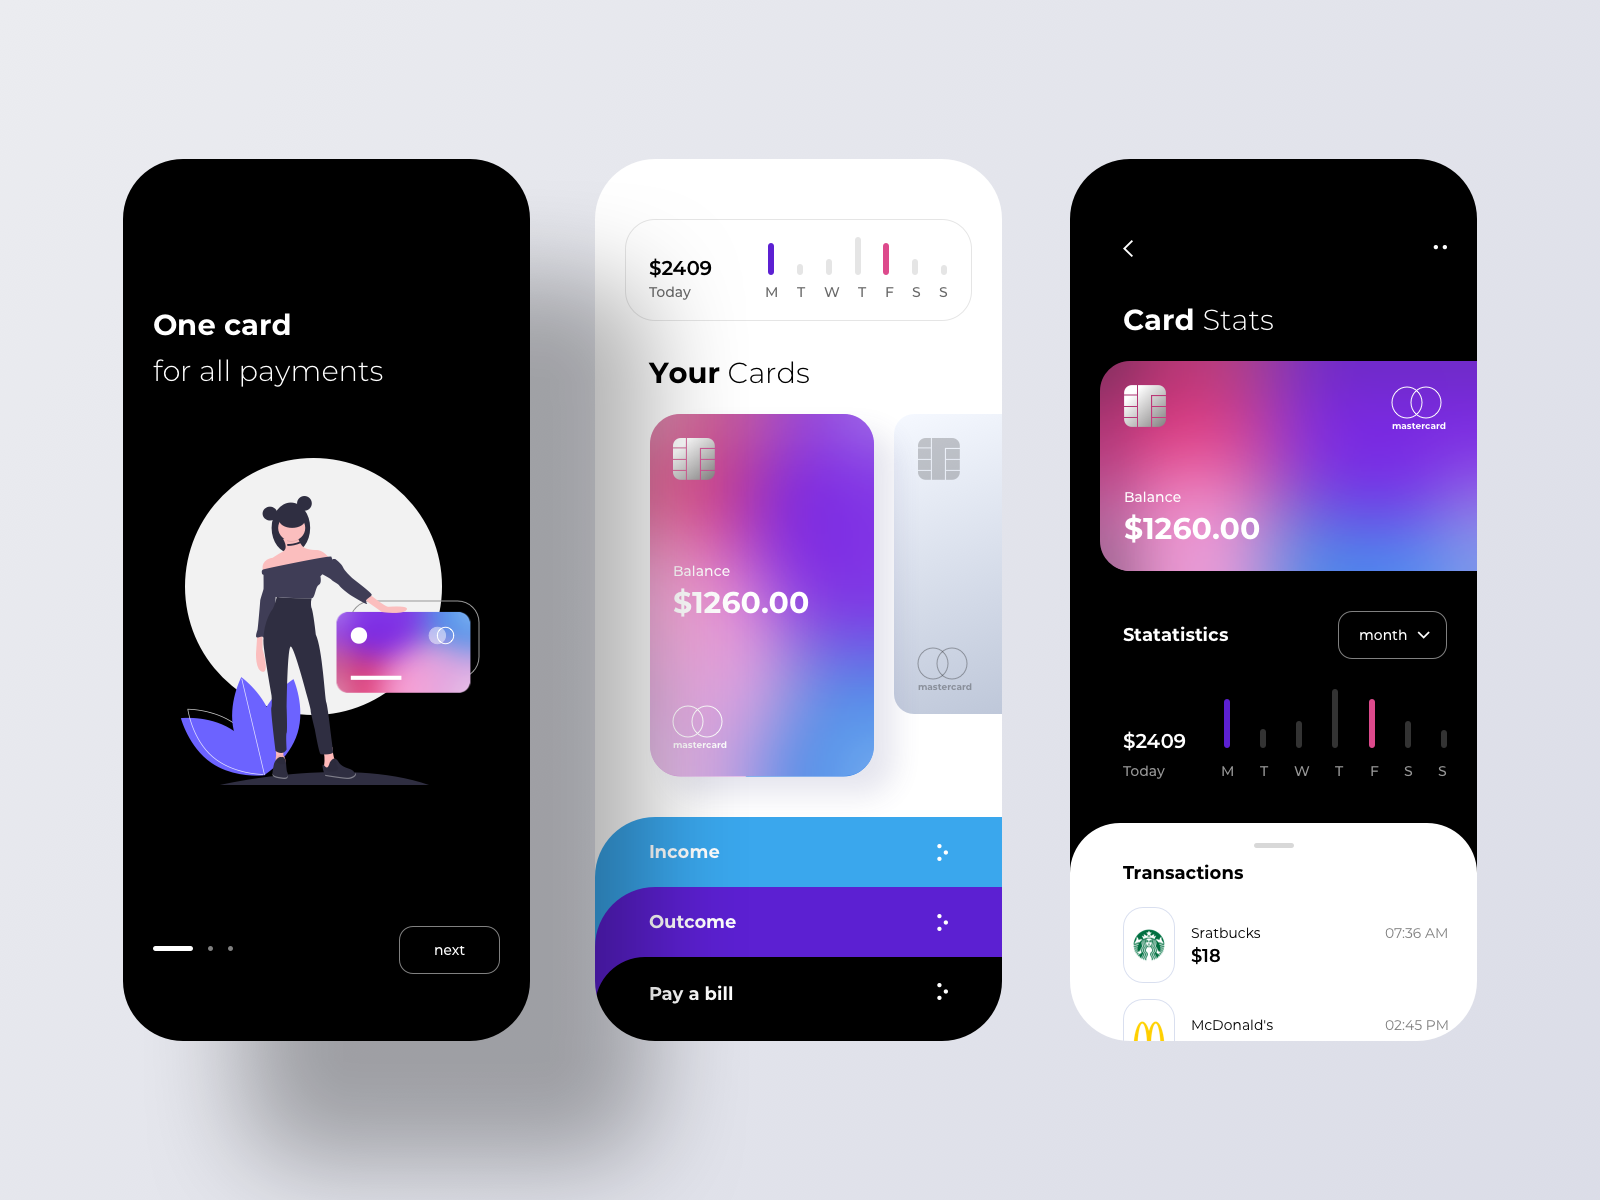 One card
for all payments
next
$2409
Today
M T W T F S S
Your Cards
Balance
$1260.00
mastercard
mastercard
Income
Outcome
Pay a bill
Card Stats
mastercard
Balance
$1260.00
Statatistics
month
$2409
Today
M T W T F S S
Transactions
Sratbucks 07:36 AM
$18
McDonald's 02:45 PM